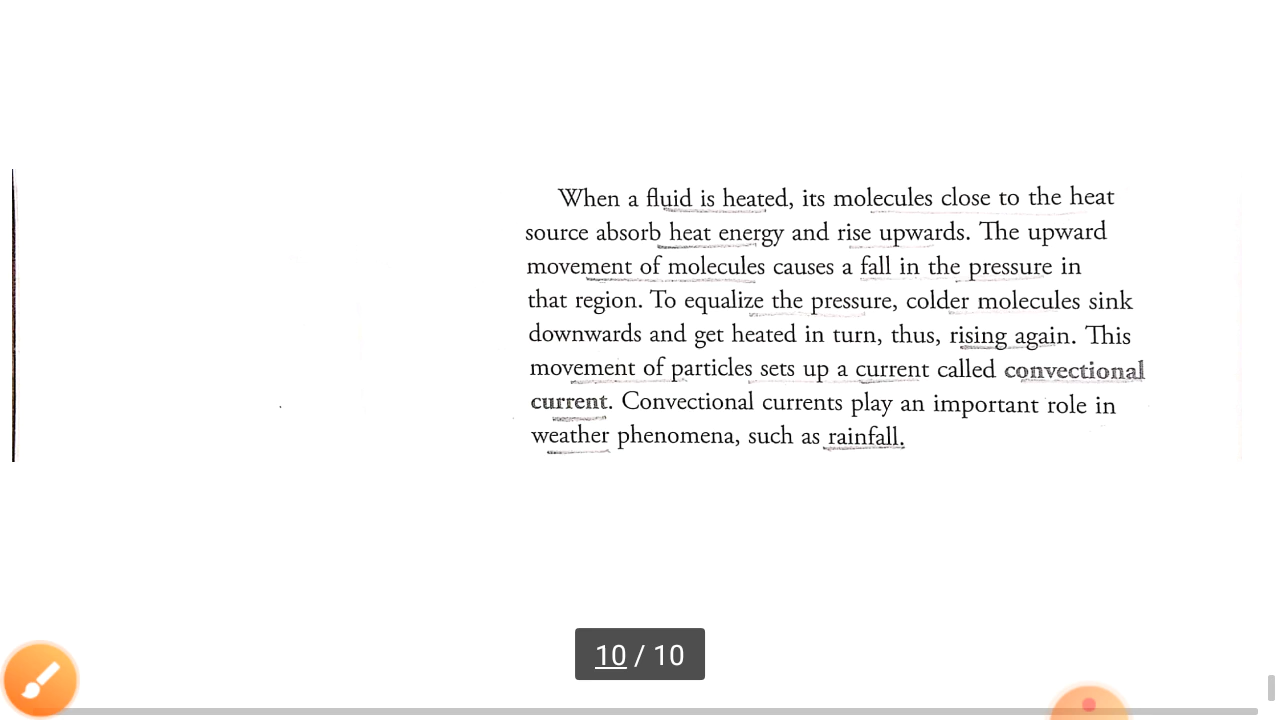 When a fluid is heated, its molecules close to the heat
source absorb heat energy and rise upwards. The upward
movement of molecules causes a fall in the pressure in
that region. To equalize the pressure, colder molecules sink
downwards and get heated in turn, thus, rising again. This
movement of particles sets up a current called convectional
current. Convectional currents play an important role in
weather phenomena, such as rainfall.
10 / 10